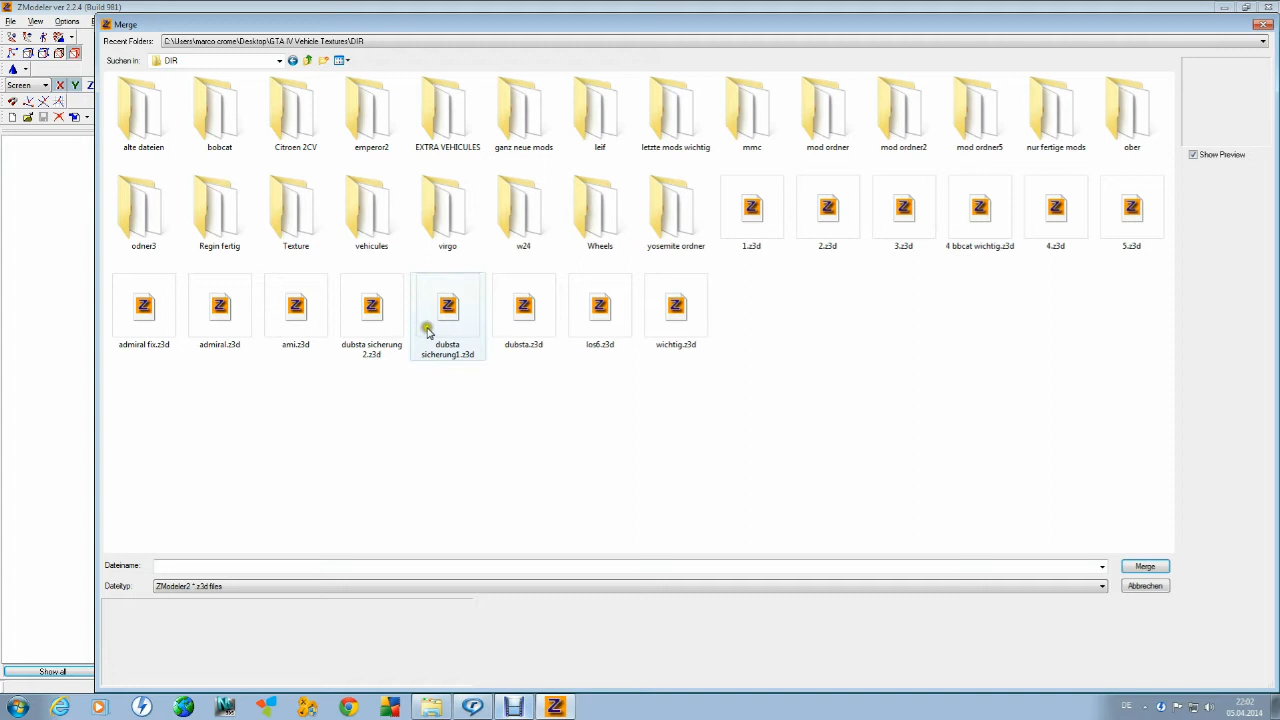 ZModeler ver 2.2.4 (Build 981)
File View Options
Merge
Recent Folders: C:\Users\marco crome\Desktop\GTA IV Vehicle Textures\DIR
Suchen in: DIR
Screen X Y Z
Show Preview
alte dateien bobcat Citroen 2CV emperor2 EXTRA VEHICULES ganz neue mods leif letzte mods wichtig mmc mod ordner mod ordner2 mod ordner5 nur fertige mods ober
odner3 Regin fertig Texture vehicules virgo w24 Wheels yosemite ordner 1.z3d 2.z3d 3.z3d 4 bbcat wichtig.z3d 4.z3d 5.z3d
admiral fix.z3d admiral.z3d ami.z3d dubsta sicherung 2.z3d dubsta sicherung1.z3d dubsta.z3d los6.z3d wichtig.z3d
Dateiname: Merge
Dateityp: ZModeler2 *.z3d files Abbrechen
Show all
DE 22:02
05.04.2014